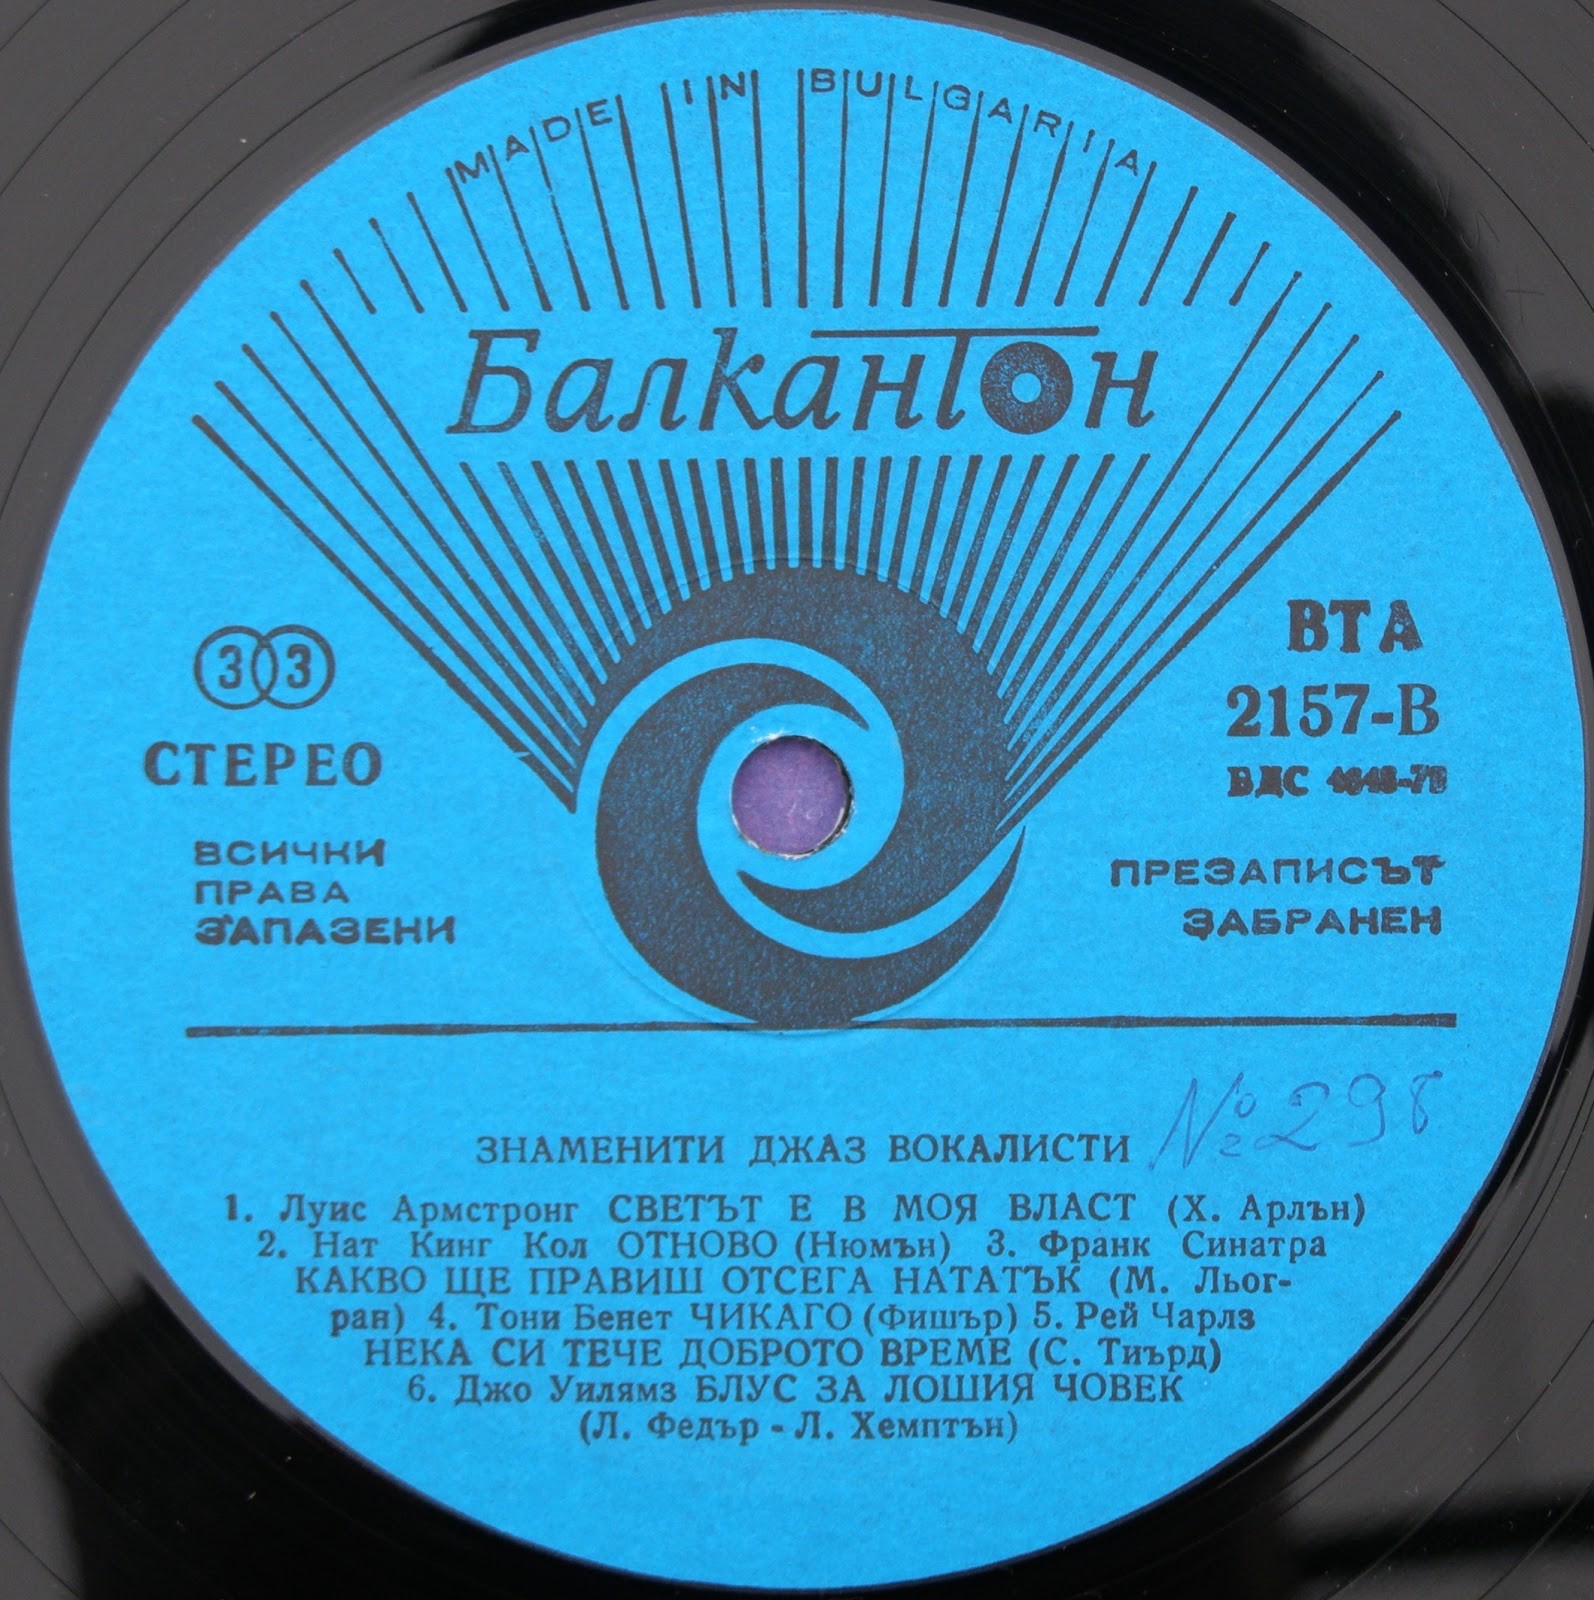 MADE IN BULGARIA
Балкантон
33
СТЕРЕО
ВСИЧКИ
ПРАВА
ЗАПАЗЕНИ
ВТА
2157-В
ВДС
ПРЕЗАПИСЪТ
ЗАБРАНЕН
№ 298
ЗНАМЕНИТИ ДЖАЗ ВОКАЛИСТИ
1. Луис Армстронг СВЕТЪТ Е В МОЯ ВЛАСТ (Х. Арлън)
2. Нат Кинг Кол ОТНОВО (Нюмън) 3. Франк Синатра
КАКВО ЩЕ ПРАВИШ ОТСЕГА НАТАТЪК (М. Льог-
ран) 4. Тони Бенет ЧИКАГО (Фишър) 5. Рей Чарлз
НЕКА СИ ТЕЧЕ ДОБРОТО ВРЕМЕ (С. Тиърд)
6. Джо Уилямз БЛУС ЗА ЛОШИЯ ЧОВЕК
(Л. Федър - Л. Хемптън)